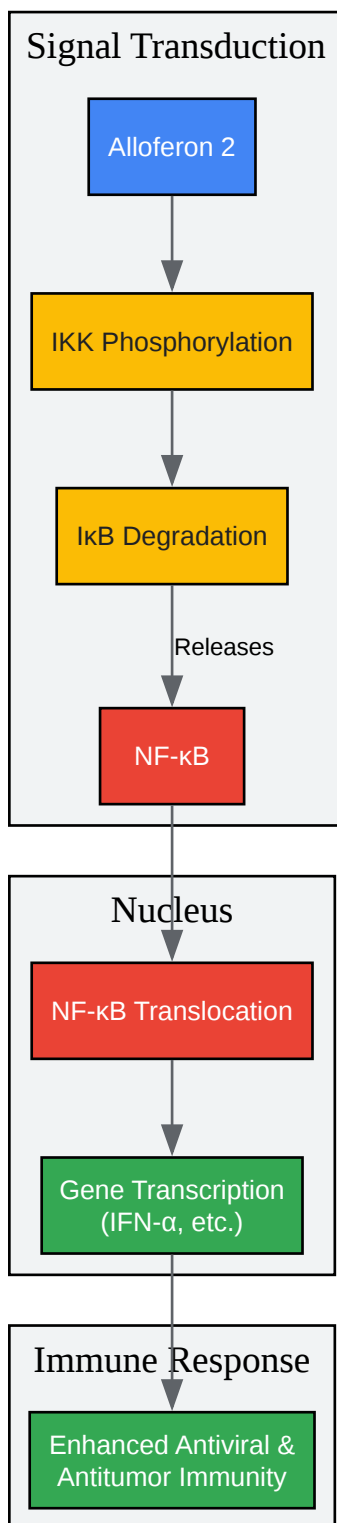 Signal Transduction
Alloferon 2
IKK Phosphorylation
IκB Degradation
Releases
NF-κB
Nucleus
NF-κB Translocation
Gene Transcription
(IFN-α, etc.)
Immune Response
Enhanced Antiviral &
Antitumor Immunity